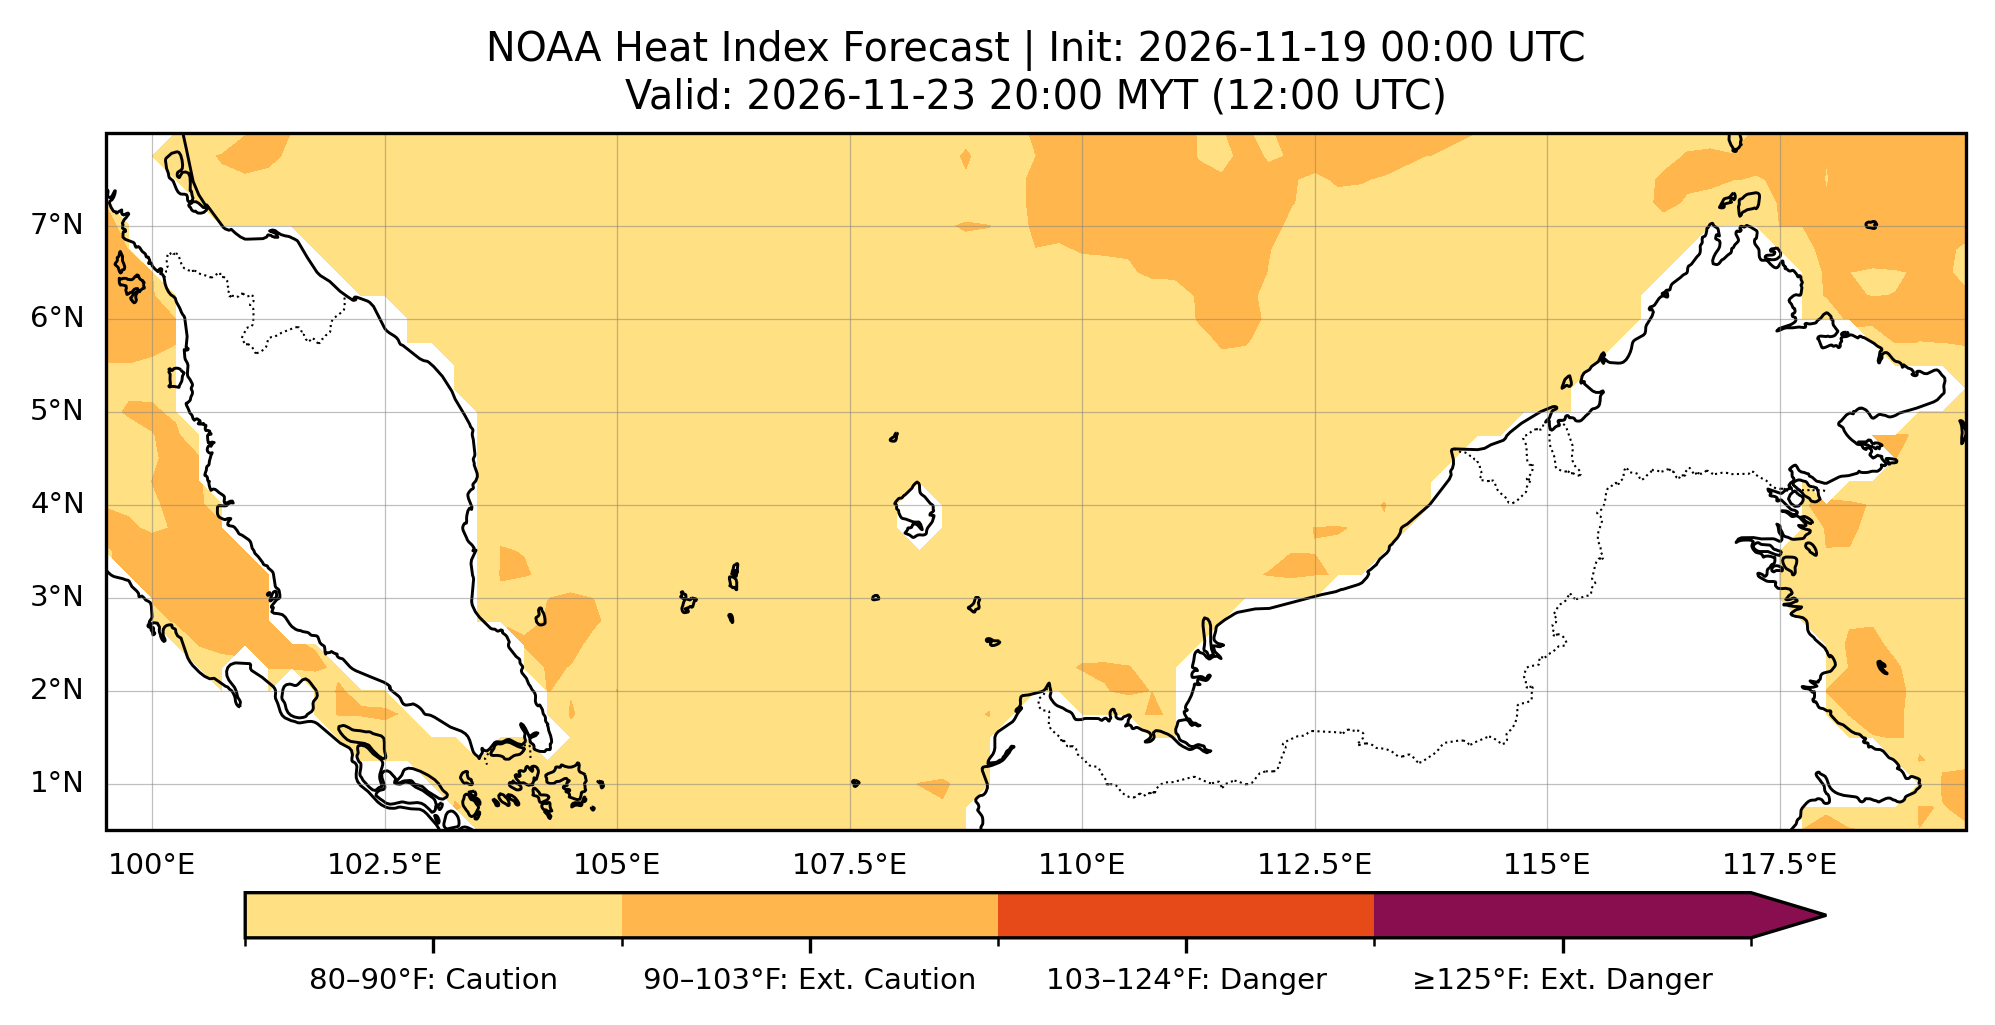 NOAA Heat Index Forecast | Init: 2026-11-19 00:00 UTC
Valid: 2026-11-23 20:00 MYT (12:00 UTC)
7°N
6°N
5°N
4°N
3°N
2°N
1°N
100°E 102.5°E 105°E 107.5°E 110°E 112.5°E 115°E 117.5°E
80–90°F: Caution 90–103°F: Ext. Caution 103–124°F: Danger ≥125°F: Ext. Danger